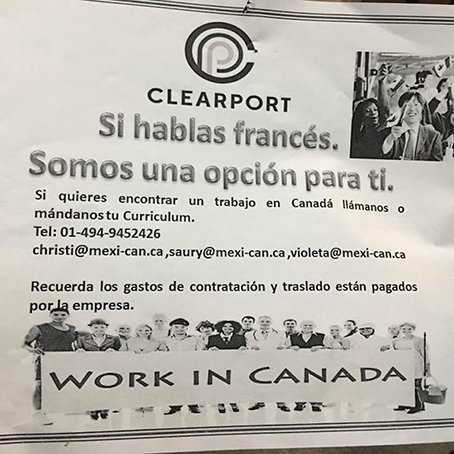 CLEARPORT
Si hablas francés.
Somos una opción para ti.
Si quieres encontrar un trabajo en Canadá llámanos o
mándanos tu Curriculum.
Tel: 01-494-9452426
christi@mexi-can.ca,saury@mexi-can.ca,violeta@mexi-can.ca
Recuerda los gastos de contratación y traslado están pagados
por la empresa.
WORK IN CANADA